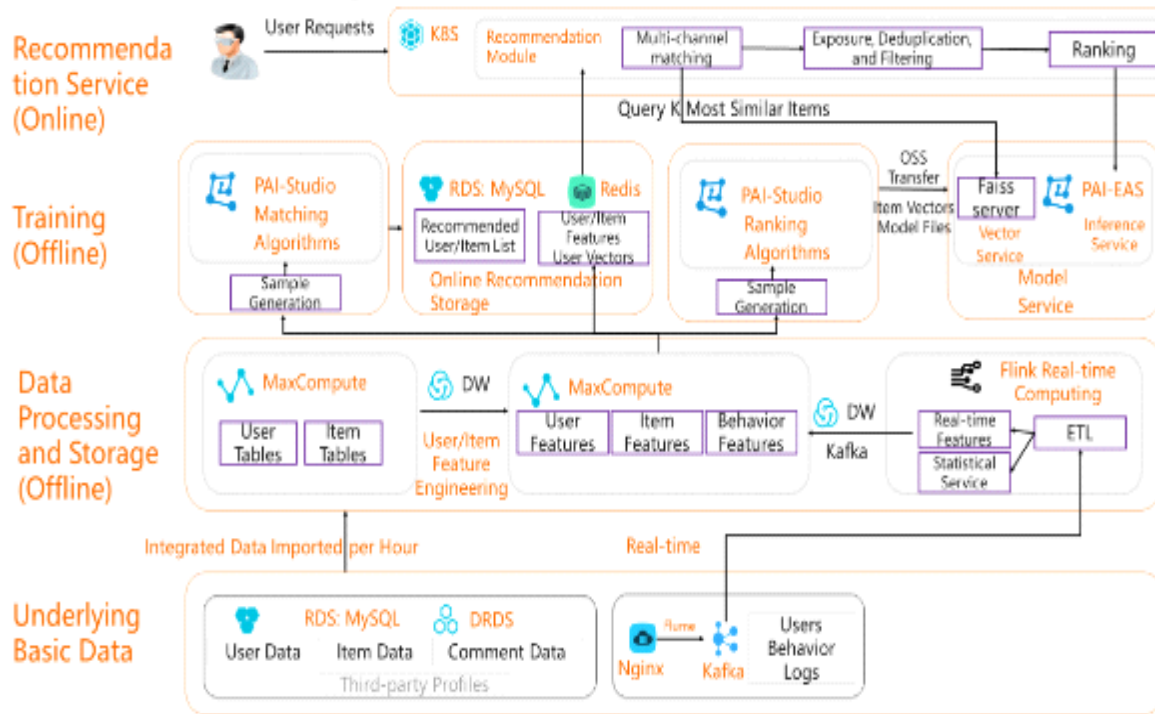 Recommenda
tion Service
(Online)
User Requests
K8S
Recommendation
Module
Multi-channel
matching
Exposure, Deduplication,
and Filtering
Ranking
Query K Most Similar Items
Training
(Offline)
PAI-Studio
Matching
Algorithms
Sample
Generation
RDS: MySQL
Redis
Recommended
User/Item List
User/Item
Features
User Vectors
Online Recommendation
Storage
PAI-Studio
Ranking
Algorithms
Sample
Generation
OSS
Transfer
Item Vectors
Model Files
Faiss
server
Vector
Service
PAI-EAS
Inference
Service
Model
Service
Data
Processing
and Storage
(Offline)
MaxCompute
User
Tables
Item
Tables
DW
User/Item
Feature
Engineering
MaxCompute
User
Features
Item
Features
Behavior
Features
DW
Kafka
Flink Real-time
Computing
Real-time
Features
Statistical
Service
ETL
Integrated Data Imported per Hour
Real-time
Underlying
Basic Data
RDS: MySQL
DRDS
User Data
Item Data
Comment Data
Third-party Profiles
Nginx
Flume
Kafka
Users
Behavior
Logs